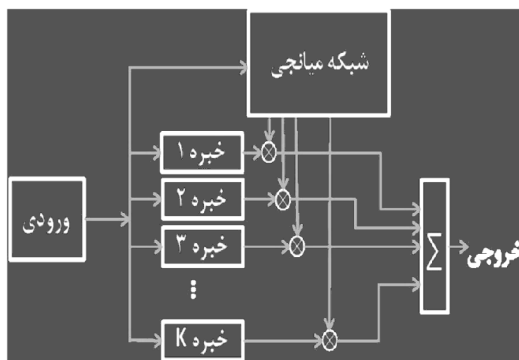 شبکه میانجی
خبره ۱
خبره ۲
خبره ۳
خبره K
ورودی
Σ
خروجی